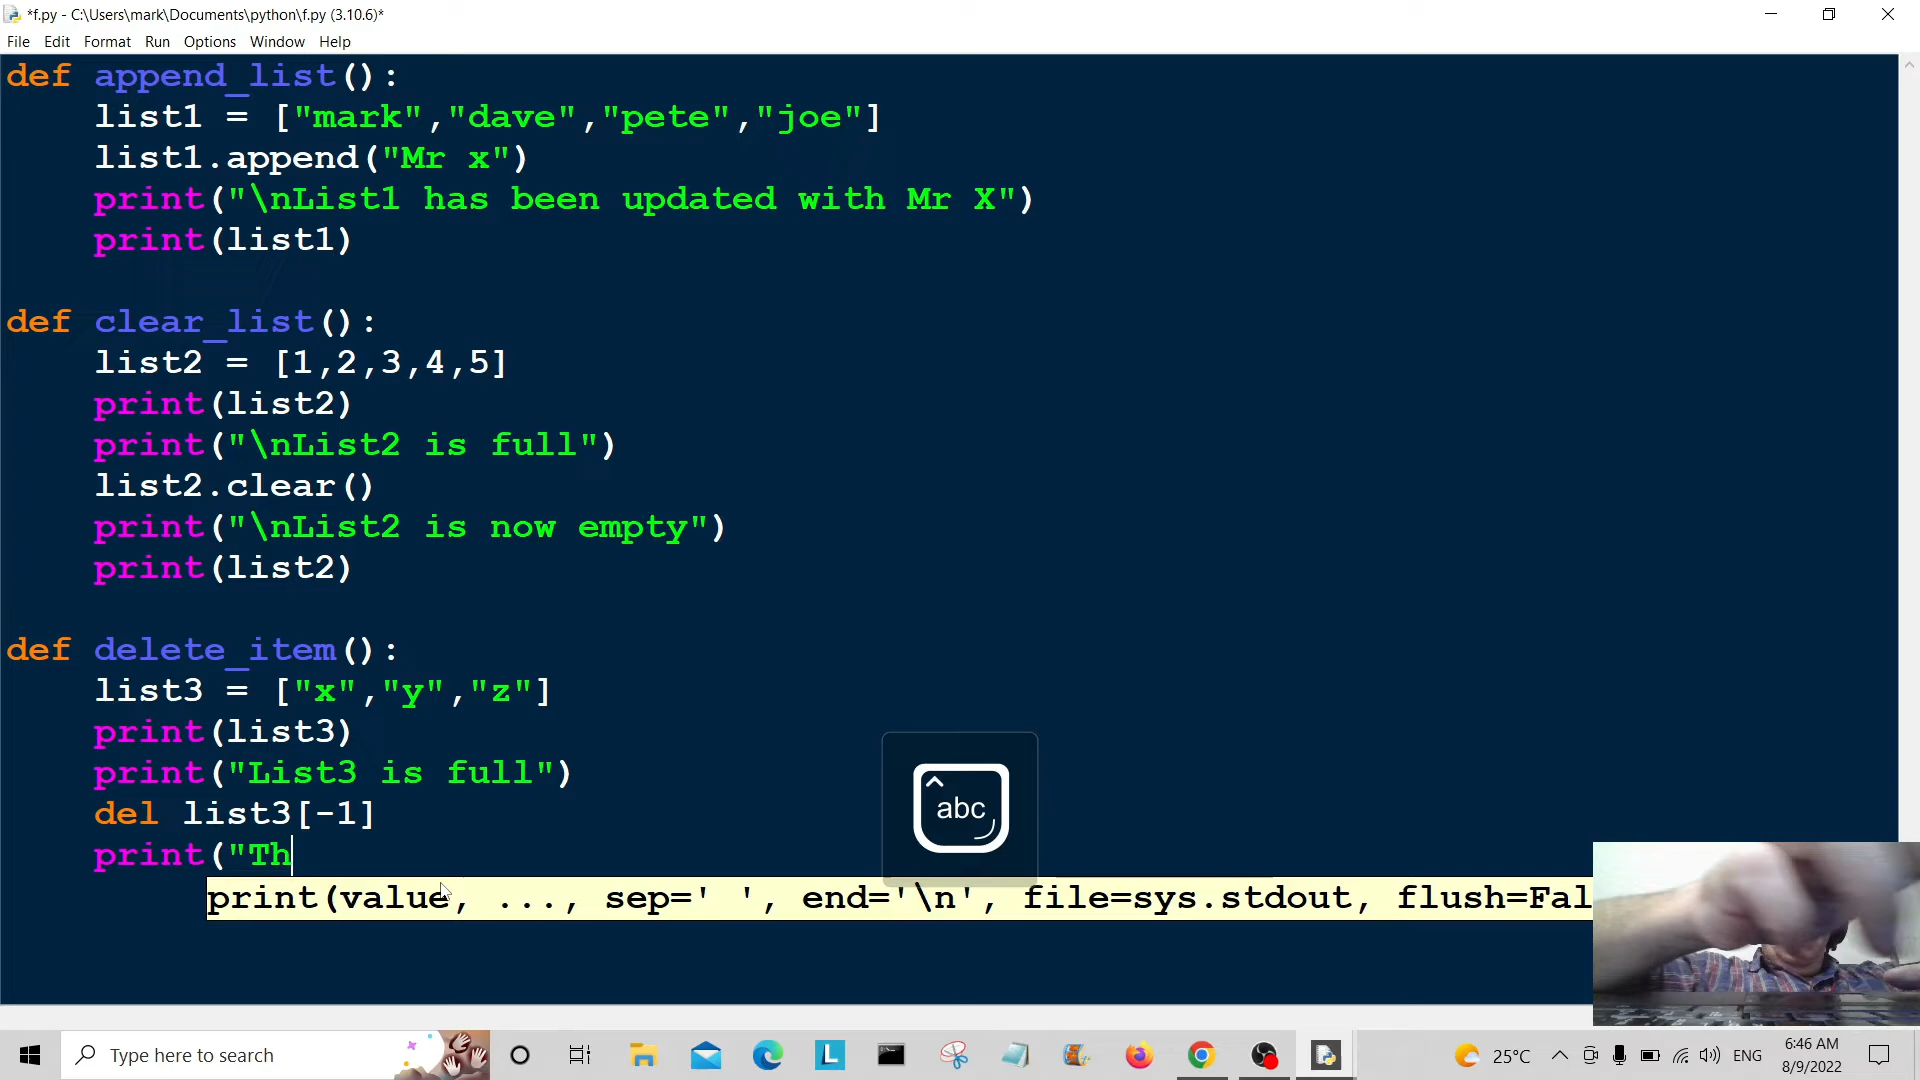 *f.py - C:\Users\mark\Documents\python\f.py (3.10.6)*
File Edit Format Run Options Window Help
def append_list():
    list1 = ["mark","dave","pete","joe"]
    list1.append("Mr x")
    print("\nList1 has been updated with Mr X")
    print(list1)
def clear_list():
    list2 = [1,2,3,4,5]
    print(list2)
    print("\nList2 is full")
    list2.clear()
    print("\nList2 is now empty")
    print(list2)
def delete_item():
    list3 = ["x","y","z"]
    print(list3)
    print("List3 is full")
    del list3[-1]
    print("Th
print(value, ..., sep=' ', end='\n', file=sys.stdout, flush=Fal
abc
Type here to search
L
25°C
ENG
6:46 AM
8/9/2022